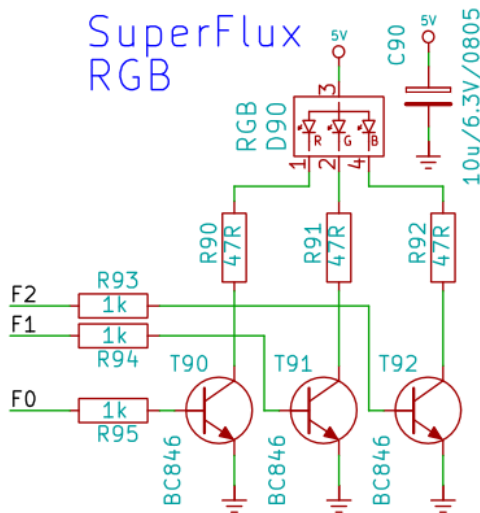 SuperFlux
RGB
5V
5V
C90
10u/6.3V/0805
RGB
D90
3
R
G
B
1
2
4
R90
47R
R91
47R
R92
47R
R93
F2
1k
F1
1k
R94
T90
T91
T92
F0
1k
R95
BC846
BC846
BC846